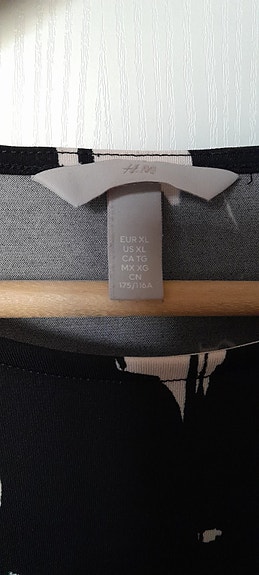 H&M
EUR XL
US XL
CA TG
MX XG
CN
175/116A